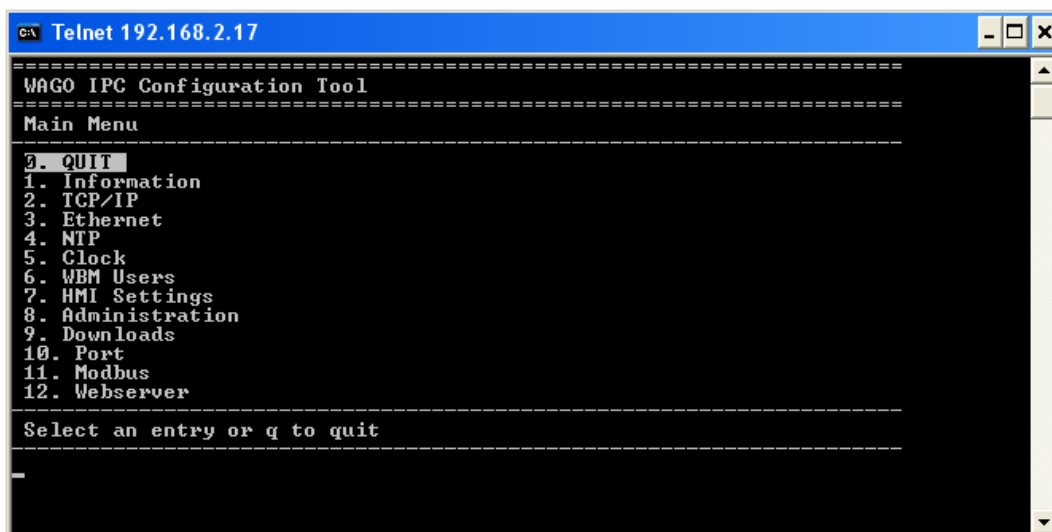 Telnet 192.168.2.17
======================================================================
WAGO IPC Configuration Tool
======================================================================
Main Menu
----------------------------------------------------------------------
0. QUIT
1. Information
2. TCP/IP
3. Ethernet
4. NTP
5. Clock
6. WBM Users
7. HMI Settings
8. Administration
9. Downloads
10. Port
11. Modbus
12. Webserver
----------------------------------------------------------------------
Select an entry or q to quit
----------------------------------------------------------------------
_